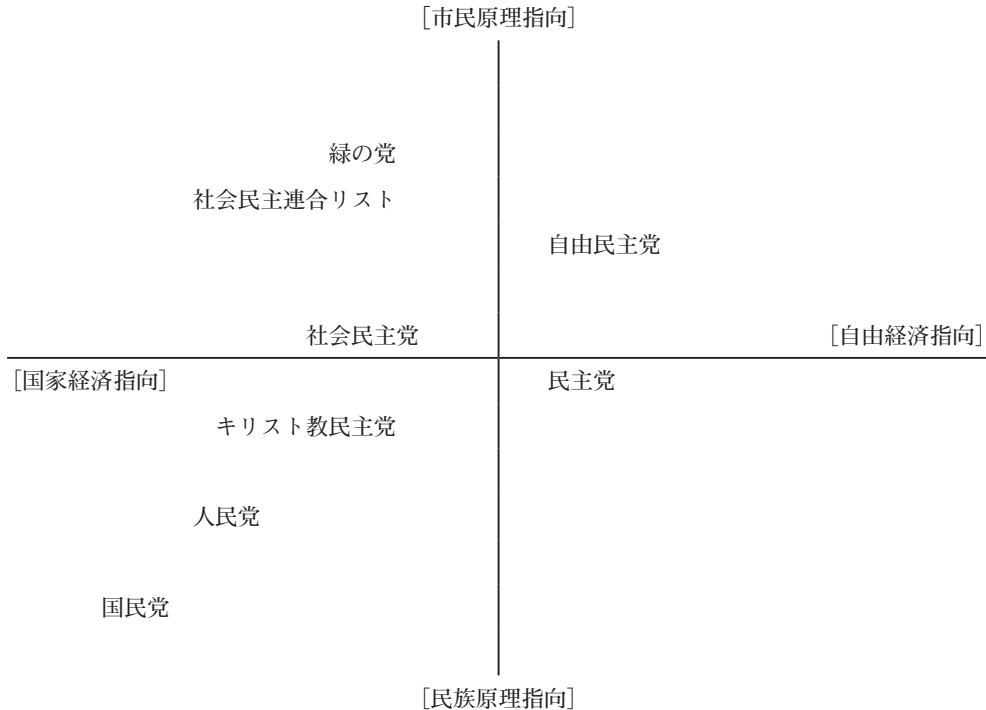 [市民原理指向]
緑の党
社会民主連合リスト
自由民主党
社会民主党
[自由経済指向]
[国家経済指向]
民主党
キリスト教民主党
人民党
国民党
[民族原理指向]